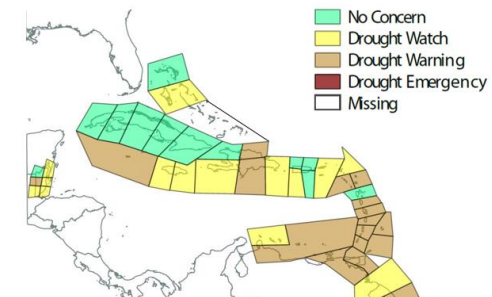 No Concern
Drought Watch
Drought Warning
Drought Emergency
Missing